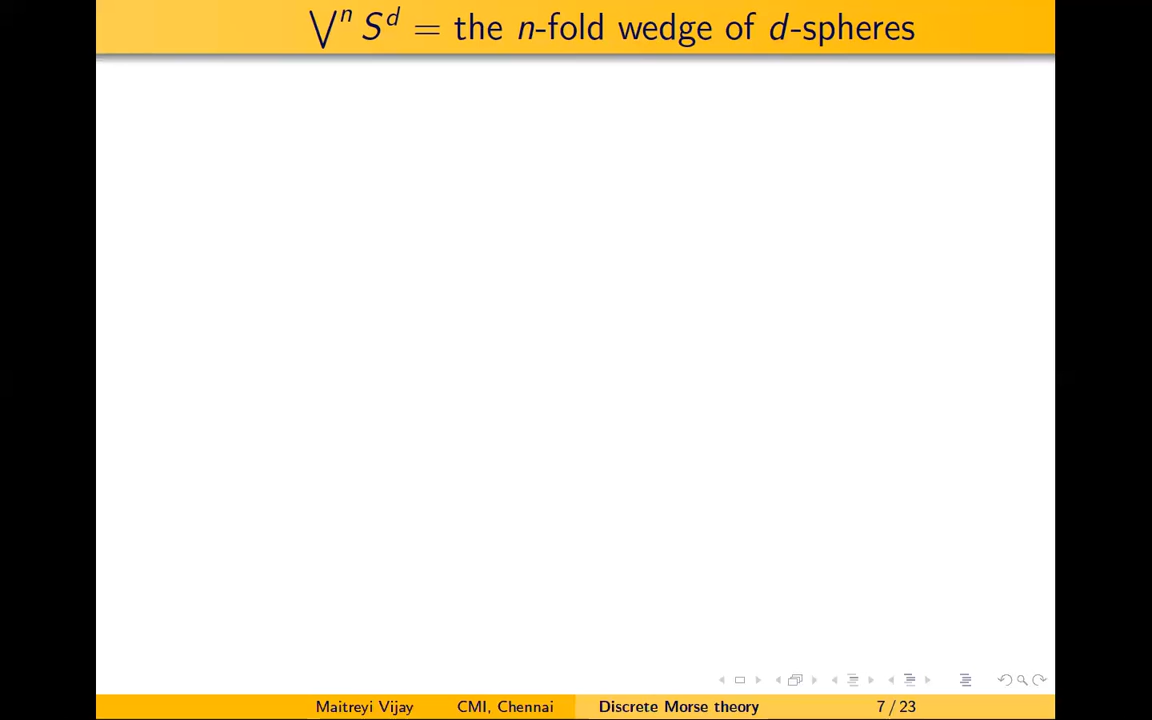 ⋁ⁿ Sᵈ = the n-fold wedge of d-spheres
Maitreyi Vijay CMI, Chennai Discrete Morse theory 7 / 23